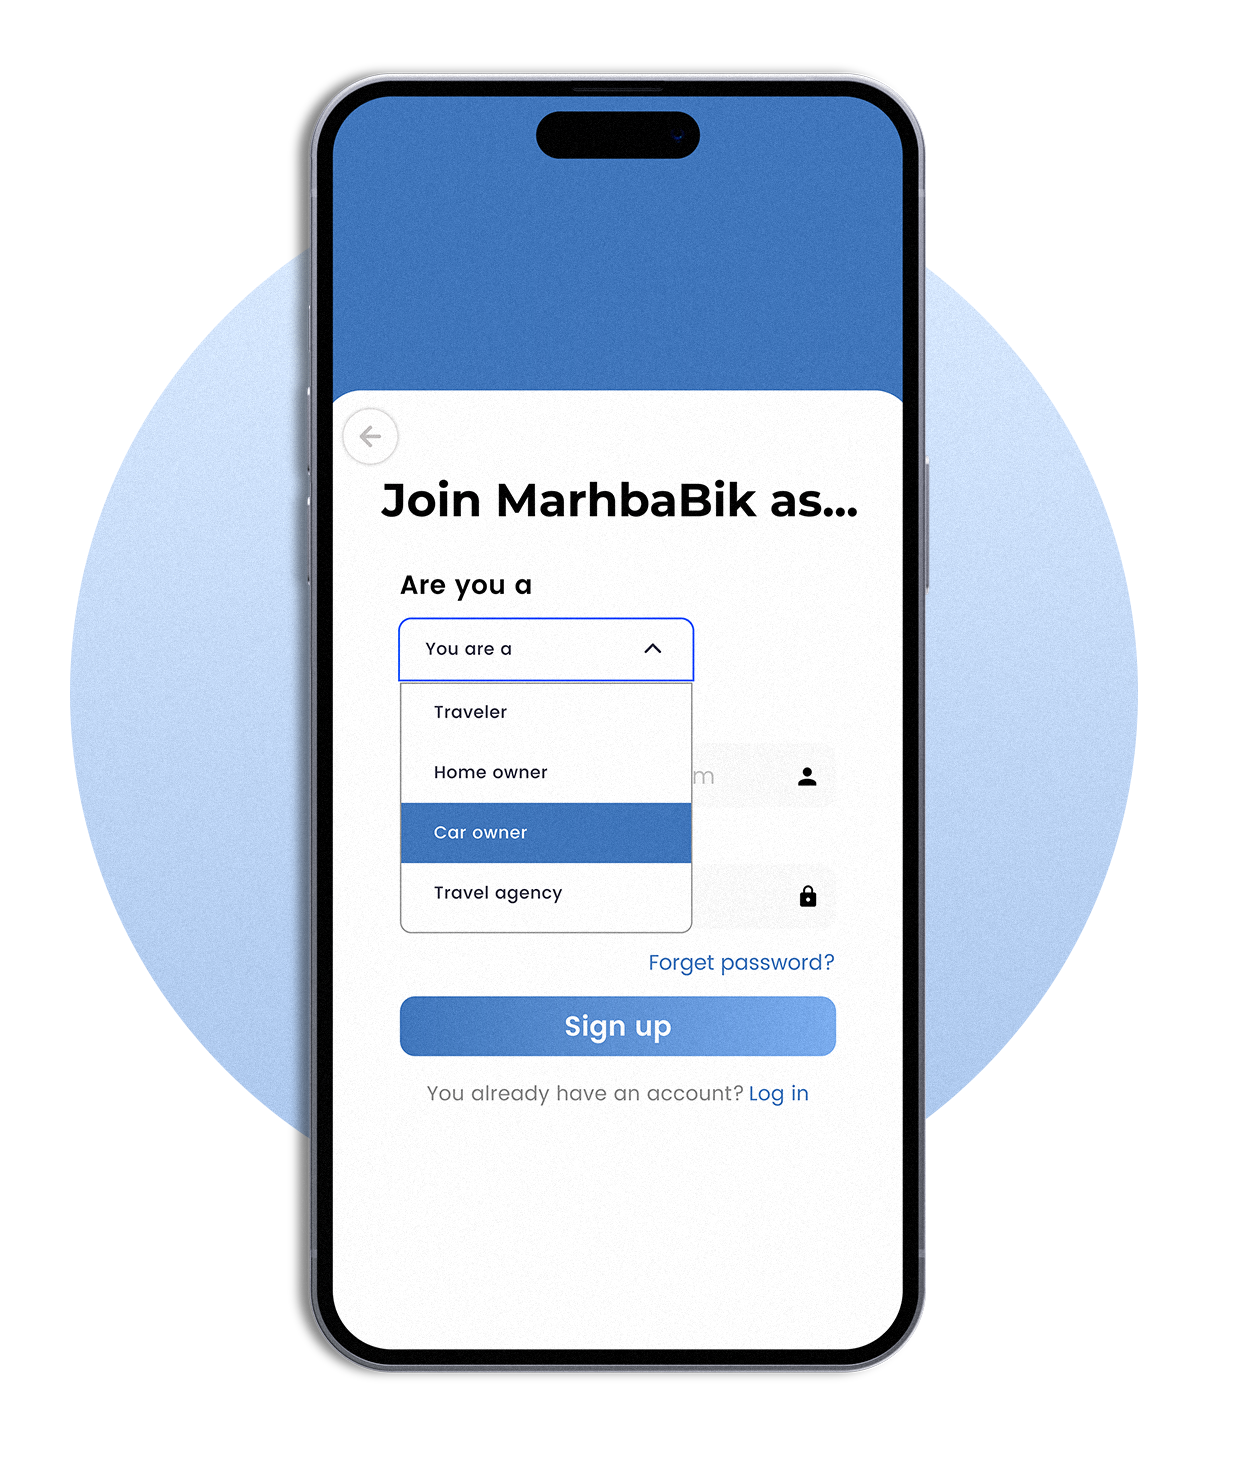 Join MarhbaBik as...
Are you a
You are a
Traveler
Home owner
m
Car owner
Travel agency
Forget password?
Sign up
You already have an account? Log in